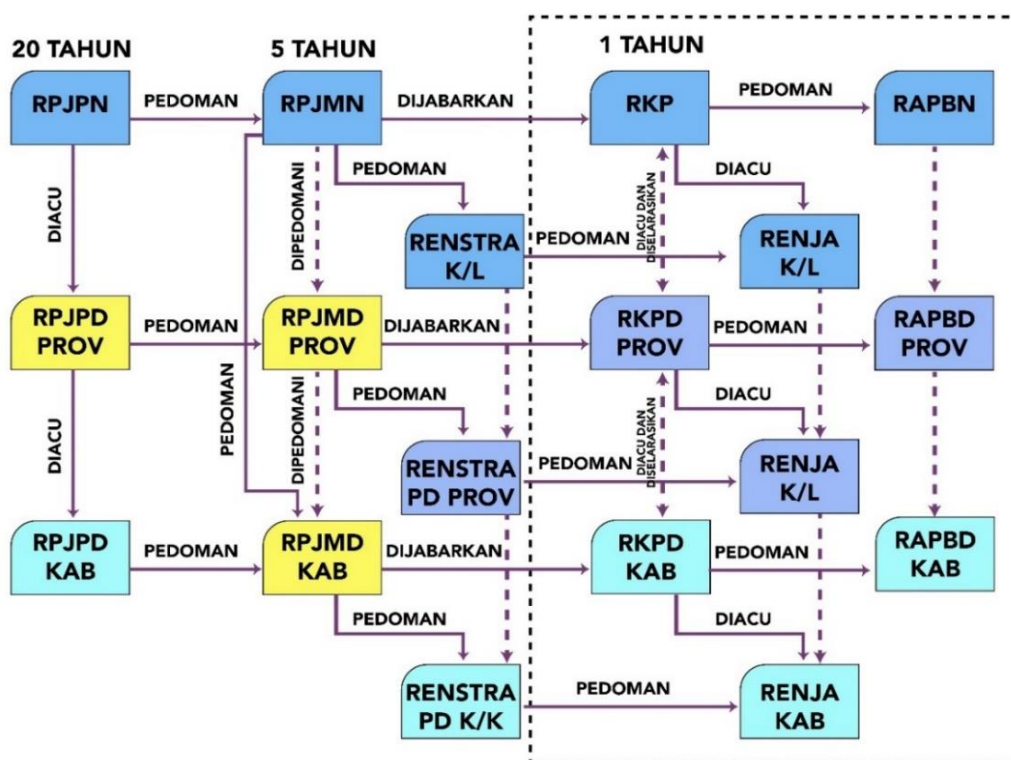 20 TAHUN
5 TAHUN
1 TAHUN
RPJPN
PEDOMAN
RPJMN
DIJABARKAN
RKP
PEDOMAN
RAPBN
DIACU
DIPEDOMANI
PEDOMAN
DIACU DAN
DISELARASIKAN
DIACU
RENSTRA
K/L
PEDOMAN
RENJA
K/L
RPJPD
PROV
PEDOMAN
RPJMD
PROV
DIJABARKAN
RKPD
PROV
PEDOMAN
RAPBD
PROV
DIACU
PEDOMAN
DIPEDOMANI
PEDOMAN
DIACU DAN
DISELARASIKAN
DIACU
RENSTRA
PD PROV
PEDOMAN
RENJA
K/L
RPJPD
KAB
PEDOMAN
RPJMD
KAB
DIJABARKAN
RKPD
KAB
PEDOMAN
RAPBD
KAB
PEDOMAN
DIACU
RENSTRA
PD K/K
PEDOMAN
RENJA
KAB